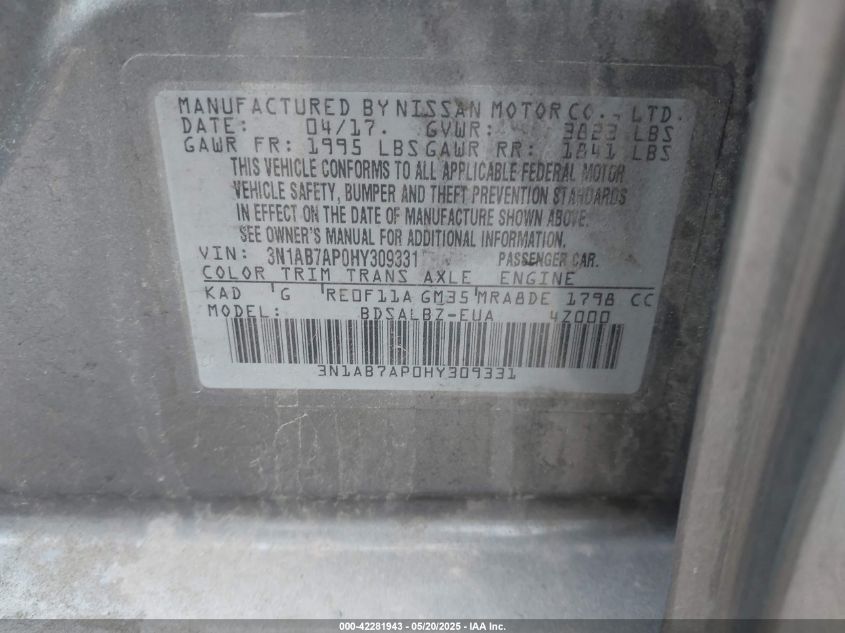 MANUFACTURED BY NISSAN MOTOR CO., LTD.
DATE: 04/17. GVWR: 3823 LBS
GAWR FR: 1995 LBS GAWR RR: 1841 LBS
THIS VEHICLE CONFORMS TO ALL APPLICABLE FEDERAL MOTOR
VEHICLE SAFETY, BUMPER AND THEFT PREVENTION STANDARDS
IN EFFECT ON THE DATE OF MANUFACTURE SHOWN ABOVE.
SEE OWNER'S MANUAL FOR ADDITIONAL INFORMATION.
VIN: 3N1AB7AP0HY309331 PASSENGER CAR.
COLOR TRIM TRANS AXLE ENGINE
KAD G RE0F11A GM35 MRA8DE 1798 CC
MODEL: BDSALBZ-EUA 4Z000
3N1AB7AP0HY309331
000-42281943 - 05/20/2025 - IAA Inc.